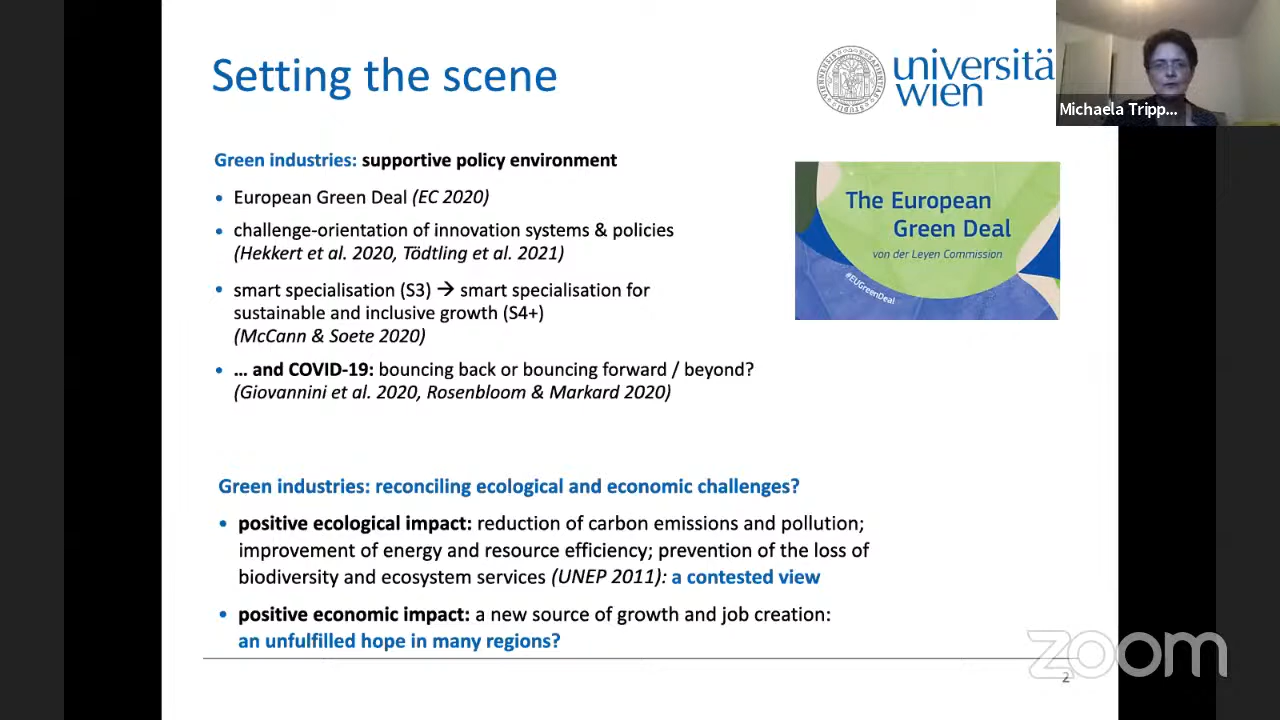 Setting the scene
universitä
wien
Michaela Tripp...
Green industries: supportive policy environment
• European Green Deal (EC 2020)
• challenge-orientation of innovation systems & policies
(Hekkert et al. 2020, Tödtling et al. 2021)
• smart specialisation (S3) → smart specialisation for
sustainable and inclusive growth (S4+)
(McCann & Soete 2020)
• … and COVID-19: bouncing back or bouncing forward / beyond?
(Giovannini et al. 2020, Rosenbloom & Markard 2020)
The European
Green Deal
von der Leyen Commission
#EUGreenDeal
Green industries: reconciling ecological and economic challenges?
• positive ecological impact: reduction of carbon emissions and pollution;
improvement of energy and resource efficiency; prevention of the loss of
biodiversity and ecosystem services (UNEP 2011): a contested view
• positive economic impact: a new source of growth and job creation:
an unfulfilled hope in many regions?
zoom
2